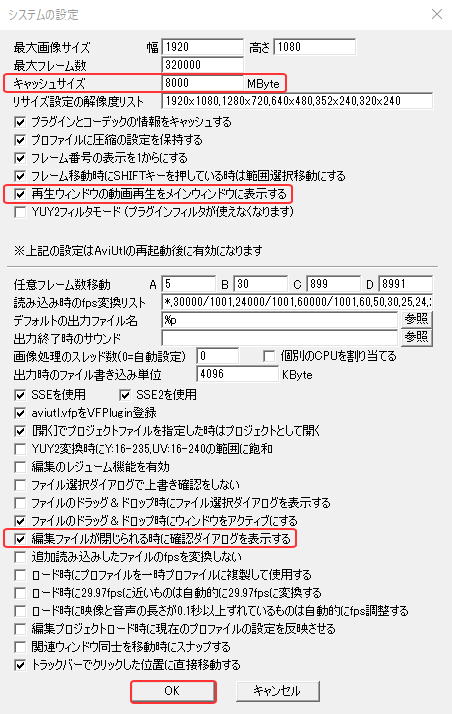 システムの設定
最大画像サイズ 幅 1920 高さ 1080
最大フレーム数 320000
キャッシュサイズ 8000 MByte
リサイズ設定の解像度リスト 1920x1080,1280x720,640x480,352x240,320x240
プラグインとコーデックの情報をキャッシュする
プロファイルに圧縮の設定を保持する
フレーム番号の表示を1からにする
フレーム移動時にSHIFTキーを押している時は範囲選択移動にする
再生ウィンドウの動画再生をメインウィンドウに表示する
YUY2フィルタモード (プラグインフィルタが使えなくなります)
※上記の設定はAviUtlの再起動後に有効になります
任意フレーム数移動 A 5 B 30 C 899 D 8991
読み込み時のfps変換リスト *,30000/1001,24000/1001,60000/1001,60,50,30,25,24,
デフォルトの出力ファイル名 %p 参照
出力終了時のサウンド 参照
画像処理のスレッド数(0=自動設定) 0 個別のCPUを割り当てる
出力時のファイル書き込み単位 4096 KByte
SSEを使用 SSE2を使用
aviutl.vfpをVFPlugin登録
[開く]でプロジェクトファイルを指定した時はプロジェクトとして開く
YUY2変換時にY:16-235,UV:16-240の範囲に飽和
編集のレジューム機能を有効
ファイル選択ダイアログで上書き確認をしない
ファイルのドラッグ＆ドロップ時にファイル選択ダイアログを表示する
ファイルのドラッグ＆ドロップ時にウィンドウをアクティブにする
編集ファイルが閉じられる時に確認ダイアログを表示する
追加読み込みしたファイルのfpsを変換しない
ロード時にプロファイルを一時プロファイルに複製して使用する
ロード時に29.97fpsに近いものは自動的に29.97fpsに変換する
ロード時に映像と音声の長さが0.1秒以上ずれているものは自動的にfps調整する
編集プロジェクトロード時に現在のプロファイルの設定を反映させる
関連ウィンドウ同士を移動時にスナップする
トラックバーでクリックした位置に直接移動する
OK キャンセル